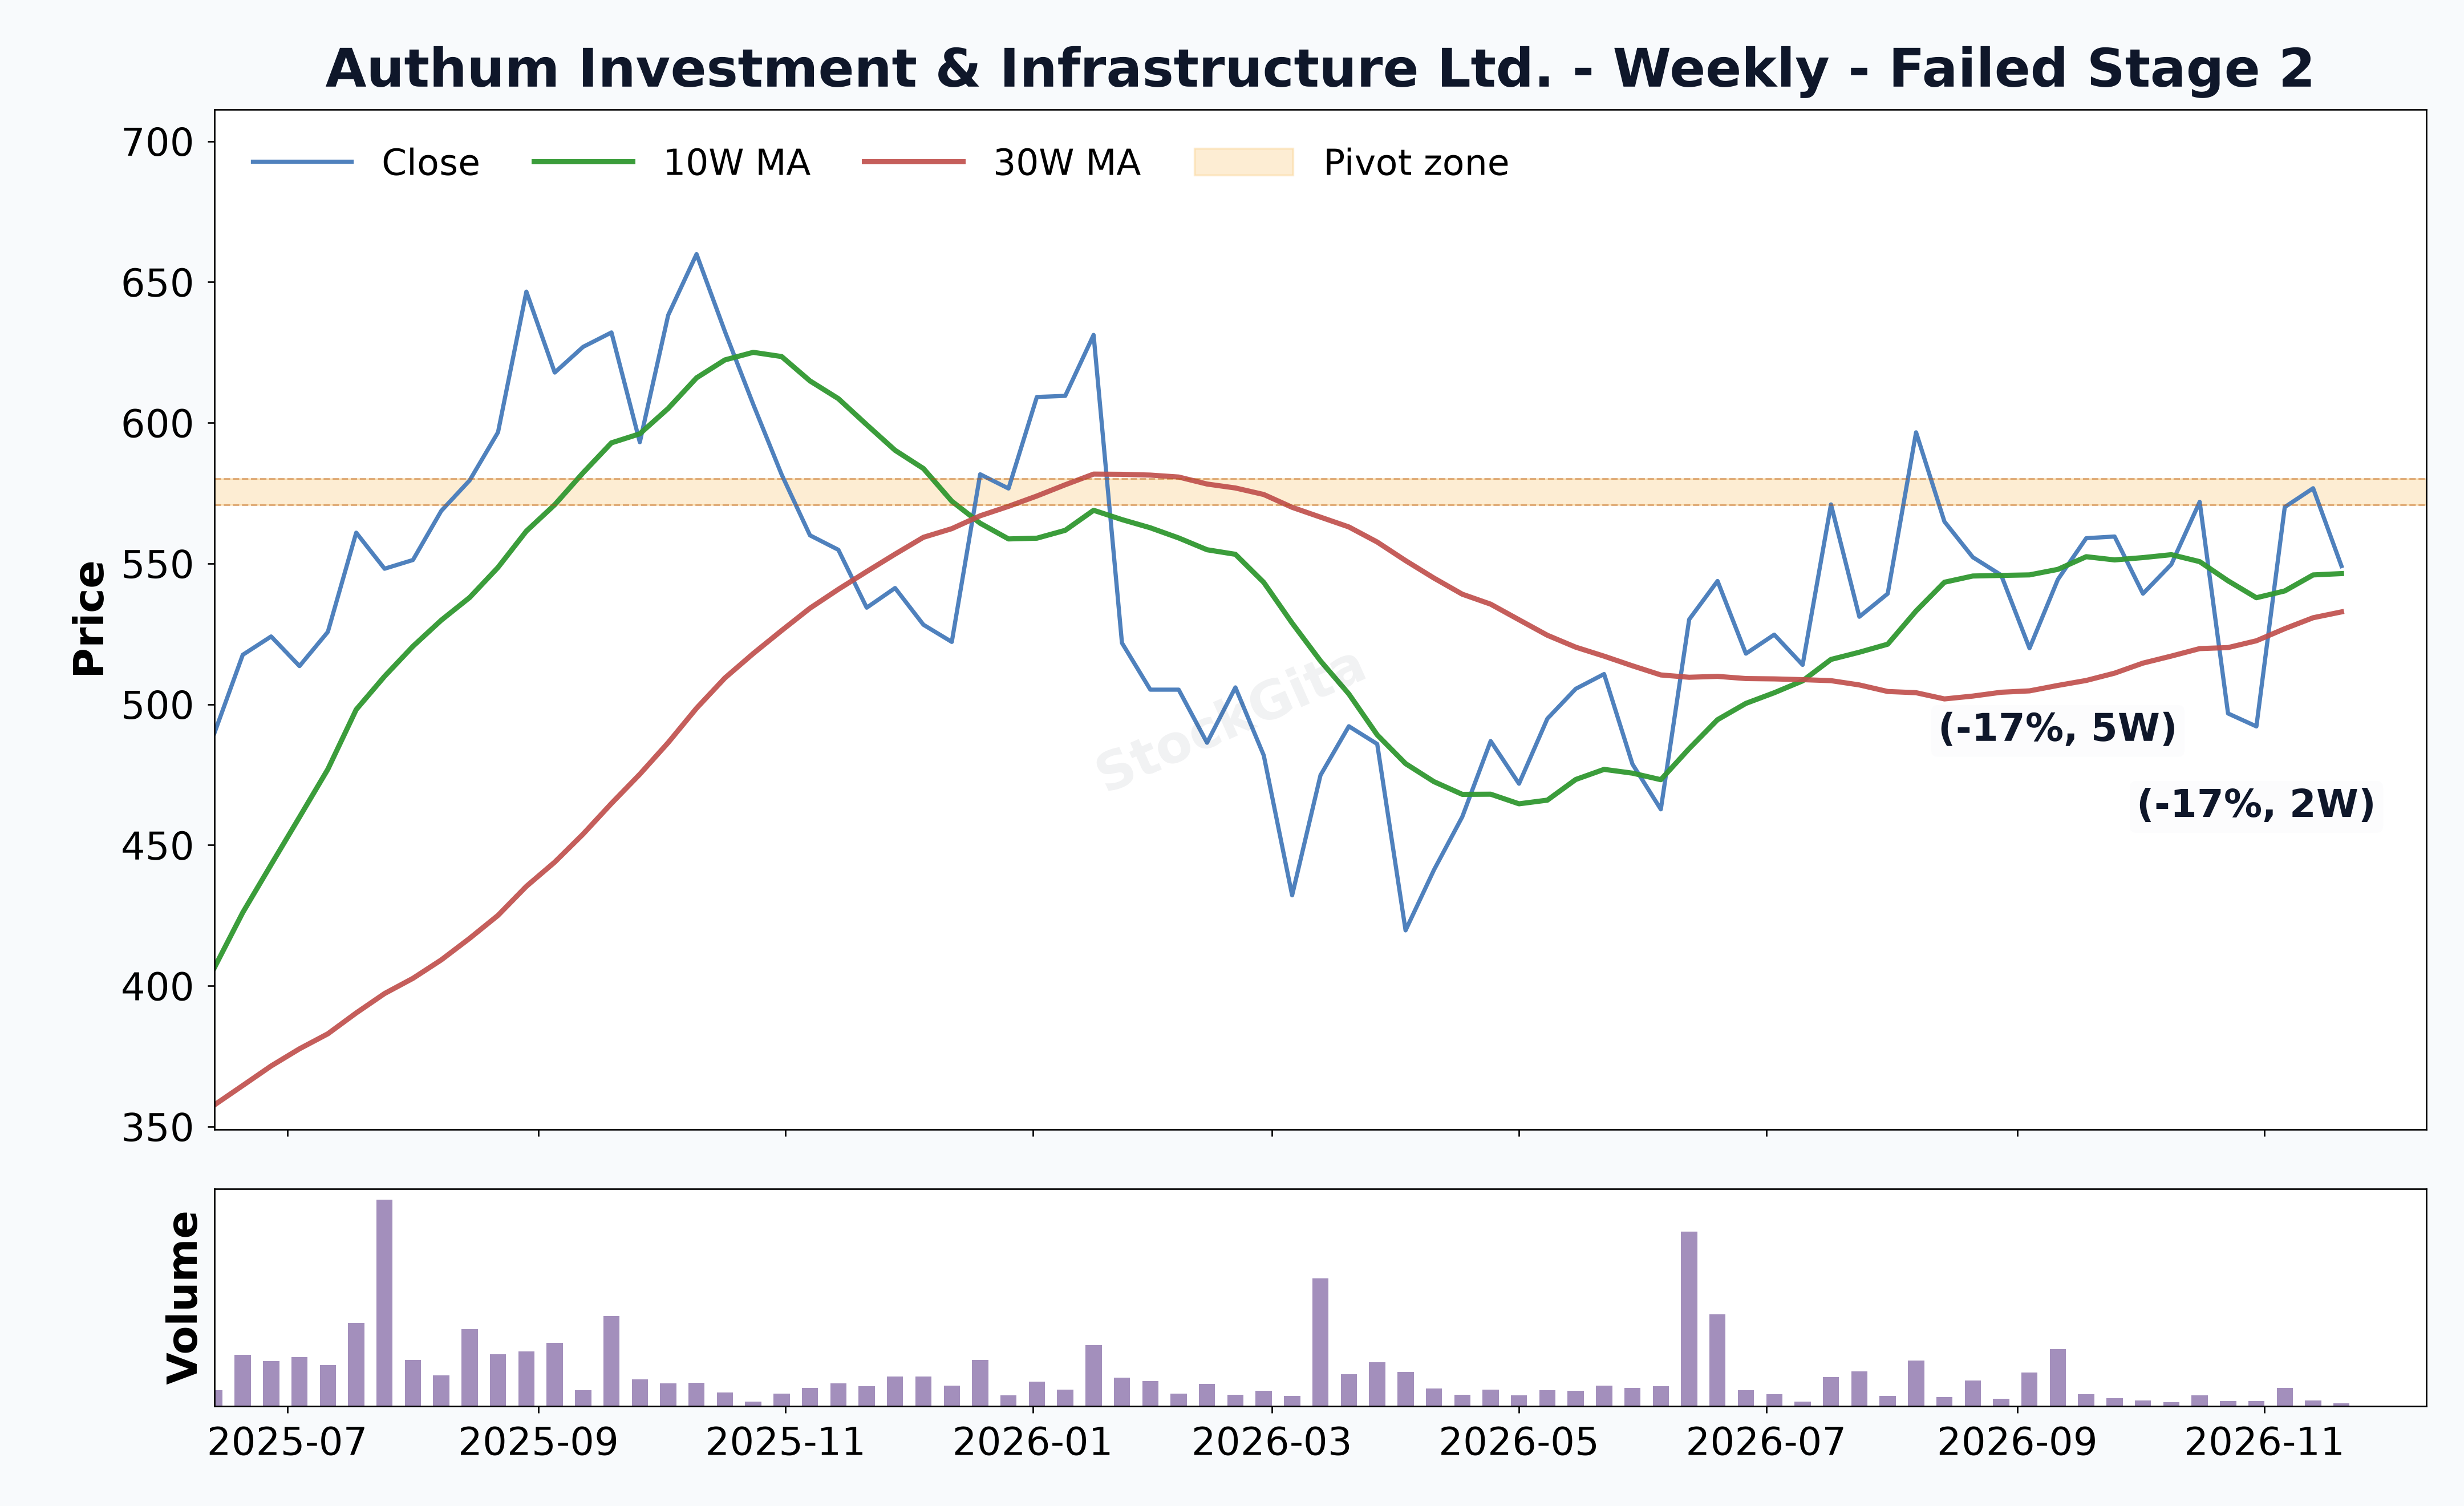 Authum Investment & Infrastructure Ltd. - Weekly - Failed Stage 2
Close 10W MA 30W MA Pivot zone
Price
700
650
600
550
500
450
400
350
StockGita
(-17%, 5W)
(-17%, 2W)
Volume
2025-07 2025-09 2025-11 2026-01 2026-03 2026-05 2026-07 2026-09 2026-11